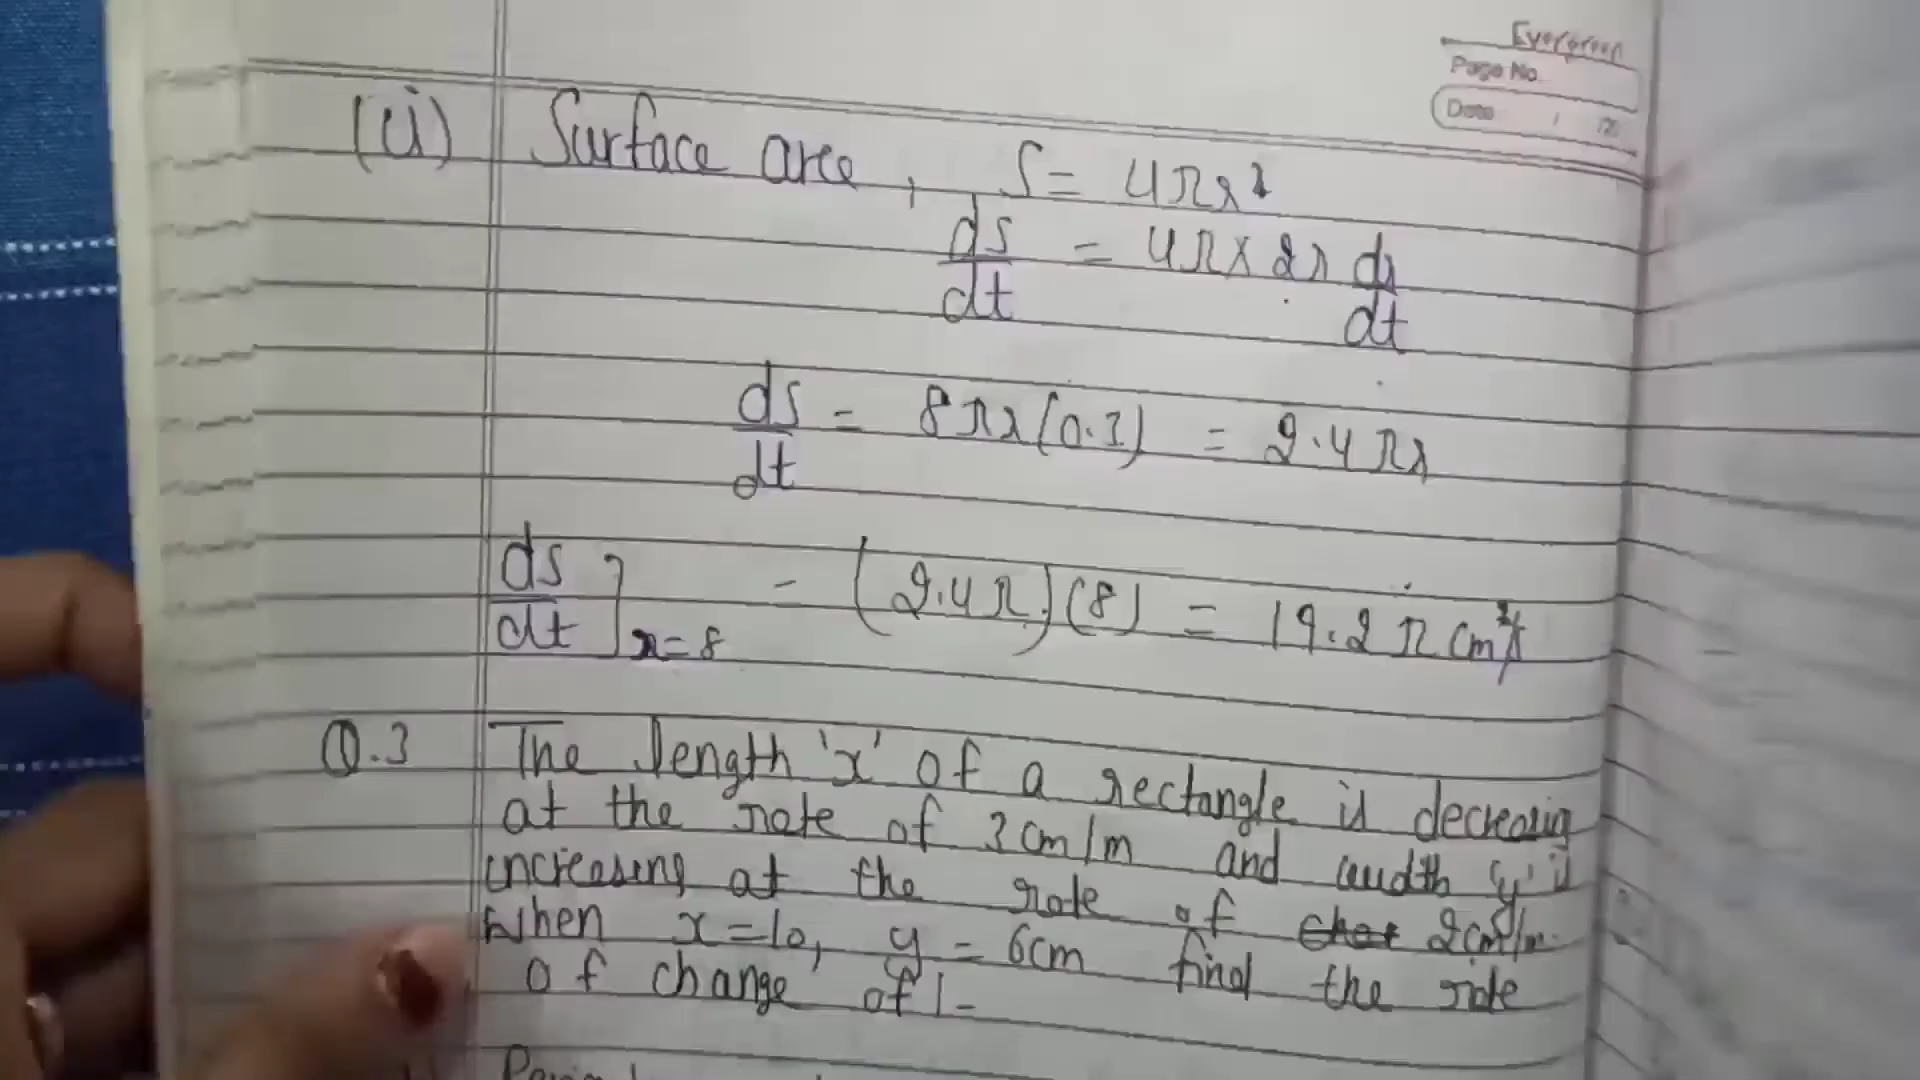 Evergreen
Page No.
Date / /20
(ii) Surface area, S = 4πr²
ds/dt = 4π × 2r dr/dt
ds/dt = 8πr(0.3) = 2.4πr
ds/dt]r=8 = (2.4π)(8) = 19.2π cm²/s
Q.3 The length 'x' of a rectangle is decreasing
at the rate of 3cm/m and width 'y' is
increasing at the rate of 2cm/m.
When x=10, y = 6cm find the rate
of change of :-